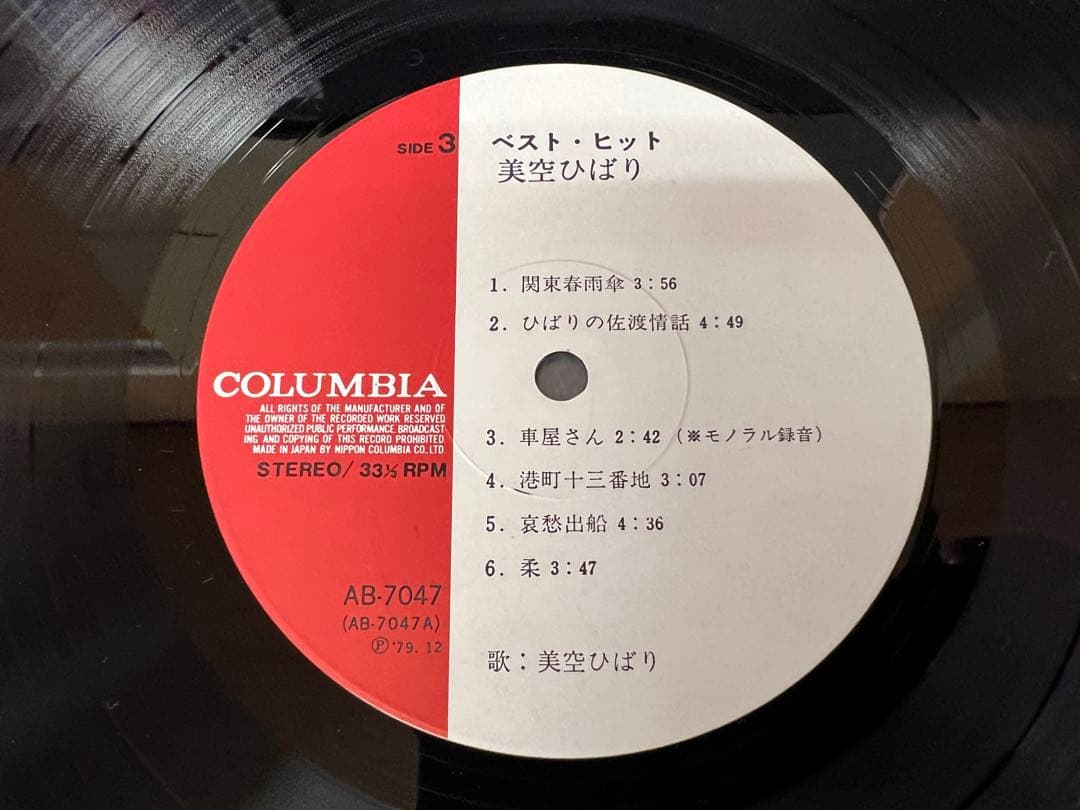 SIDE 3
ベスト・ヒット
美空ひばり
1. 関東春雨傘 3:56
2. ひばりの佐渡情話 4:49
COLUMBIA
ALL RIGHTS OF THE MANUFACTURER AND OF
THE OWNER OF THE RECORDED WORK RESERVED
UNAUTHORIZED PUBLIC PERFORMANCE BROADCAST
ING AND COPYING OF THIS RECORD PROHIBITED
MADE IN JAPAN BY NIPPON COLUMBIA CO., LTD.
STEREO/ 33⅓ RPM
3. 車屋さん 2:42 (※モノラル録音)
4. 港町十三番地 3:07
5. 哀愁出船 4:36
6. 柔 3:47
AB-7047
(AB-7047A)
Ⓟ'79.12
歌:美空ひばり